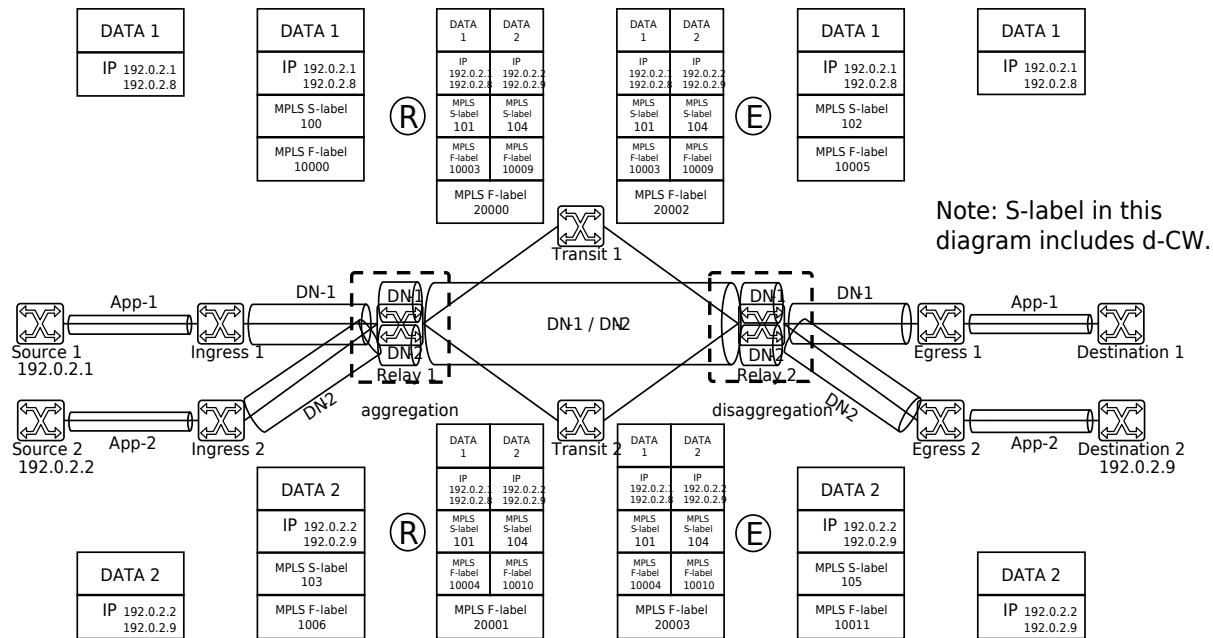 DATA 1
IP 192.0.2.1
192.0.2.8
DATA 1
IP 192.0.2.1
192.0.2.8
MPLS S-label
100
MPLS F-label
10000
R
DATA
1
DATA
2
IP
192.0.2.1
192.0.2.8
IP
192.0.2.2
192.0.2.9
MPLS
S-label
101
MPLS
S-label
104
MPLS
F-label
10003
MPLS
F-label
10009
MPLS F-label
20000
DATA
1
DATA
2
IP
192.0.2.1
192.0.2.8
IP
192.0.2.2
192.0.2.9
MPLS
S-label
101
MPLS
S-label
104
MPLS
F-label
10003
MPLS
F-label
10009
MPLS F-label
20002
E
DATA 1
IP 192.0.2.1
192.0.2.8
MPLS S-label
102
MPLS F-label
10005
DATA 1
IP 192.0.2.1
192.0.2.8
Note: S-label in this
diagram includes d-CW.
Transit 1
App-1
DN-1
DN-1
DN-1 / DN-2
DN-1
DN-1
App-1
Source 1
192.0.2.1
Ingress 1
DN-2
Relay 1
DN-2
Relay 2
Egress 1
Destination 1
DN-2
aggregation
disaggregation
DN-2
App-2
App-2
Source 2
192.0.2.2
Ingress 2
Transit 2
Egress 2
Destination 2
192.0.2.9
DATA 2
IP 192.0.2.2
192.0.2.9
DATA 2
IP 192.0.2.2
192.0.2.9
MPLS S-label
103
MPLS F-label
1006
R
DATA
1
DATA
2
IP
192.0.2.1
192.0.2.8
IP
192.0.2.2
192.0.2.9
MPLS
S-label
101
MPLS
S-label
104
MPLS
F-label
10004
MPLS
F-label
10010
MPLS F-label
20001
DATA
1
DATA
2
IP
192.0.2.1
192.0.2.8
IP
192.0.2.2
192.0.2.9
MPLS
S-label
101
MPLS
S-label
104
MPLS
F-label
10004
MPLS
F-label
10010
MPLS F-label
20003
E
DATA 2
IP 192.0.2.2
192.0.2.9
MPLS S-label
105
MPLS F-label
10011
DATA 2
IP 192.0.2.2
192.0.2.9